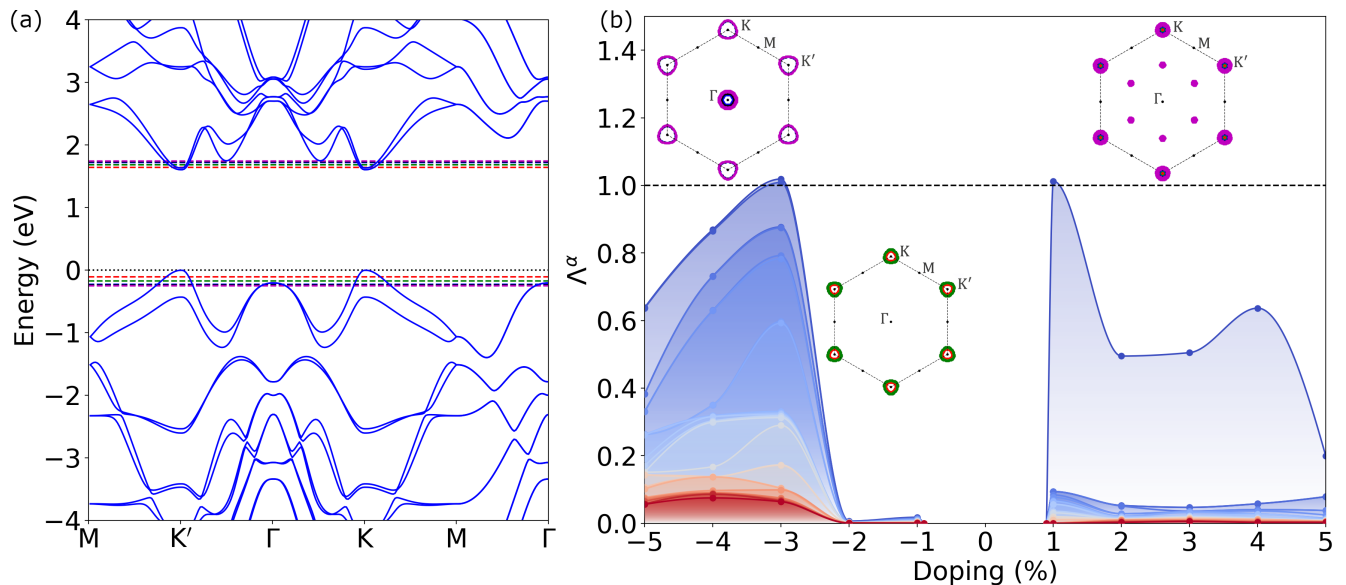 (a)
4
3
2
1
0
−1
−2
−3
−4
Energy (eV)
M K′ Γ K M Γ
(b)
1.4
1.2
1.0
0.8
0.6
0.4
0.2
0.0
Λα
−5 −4 −3 −2 −1 0 1 2 3 4 5
Doping (%)
K
M
K′
Γ
K
M
K′
Γ
K
M
K′
Γ